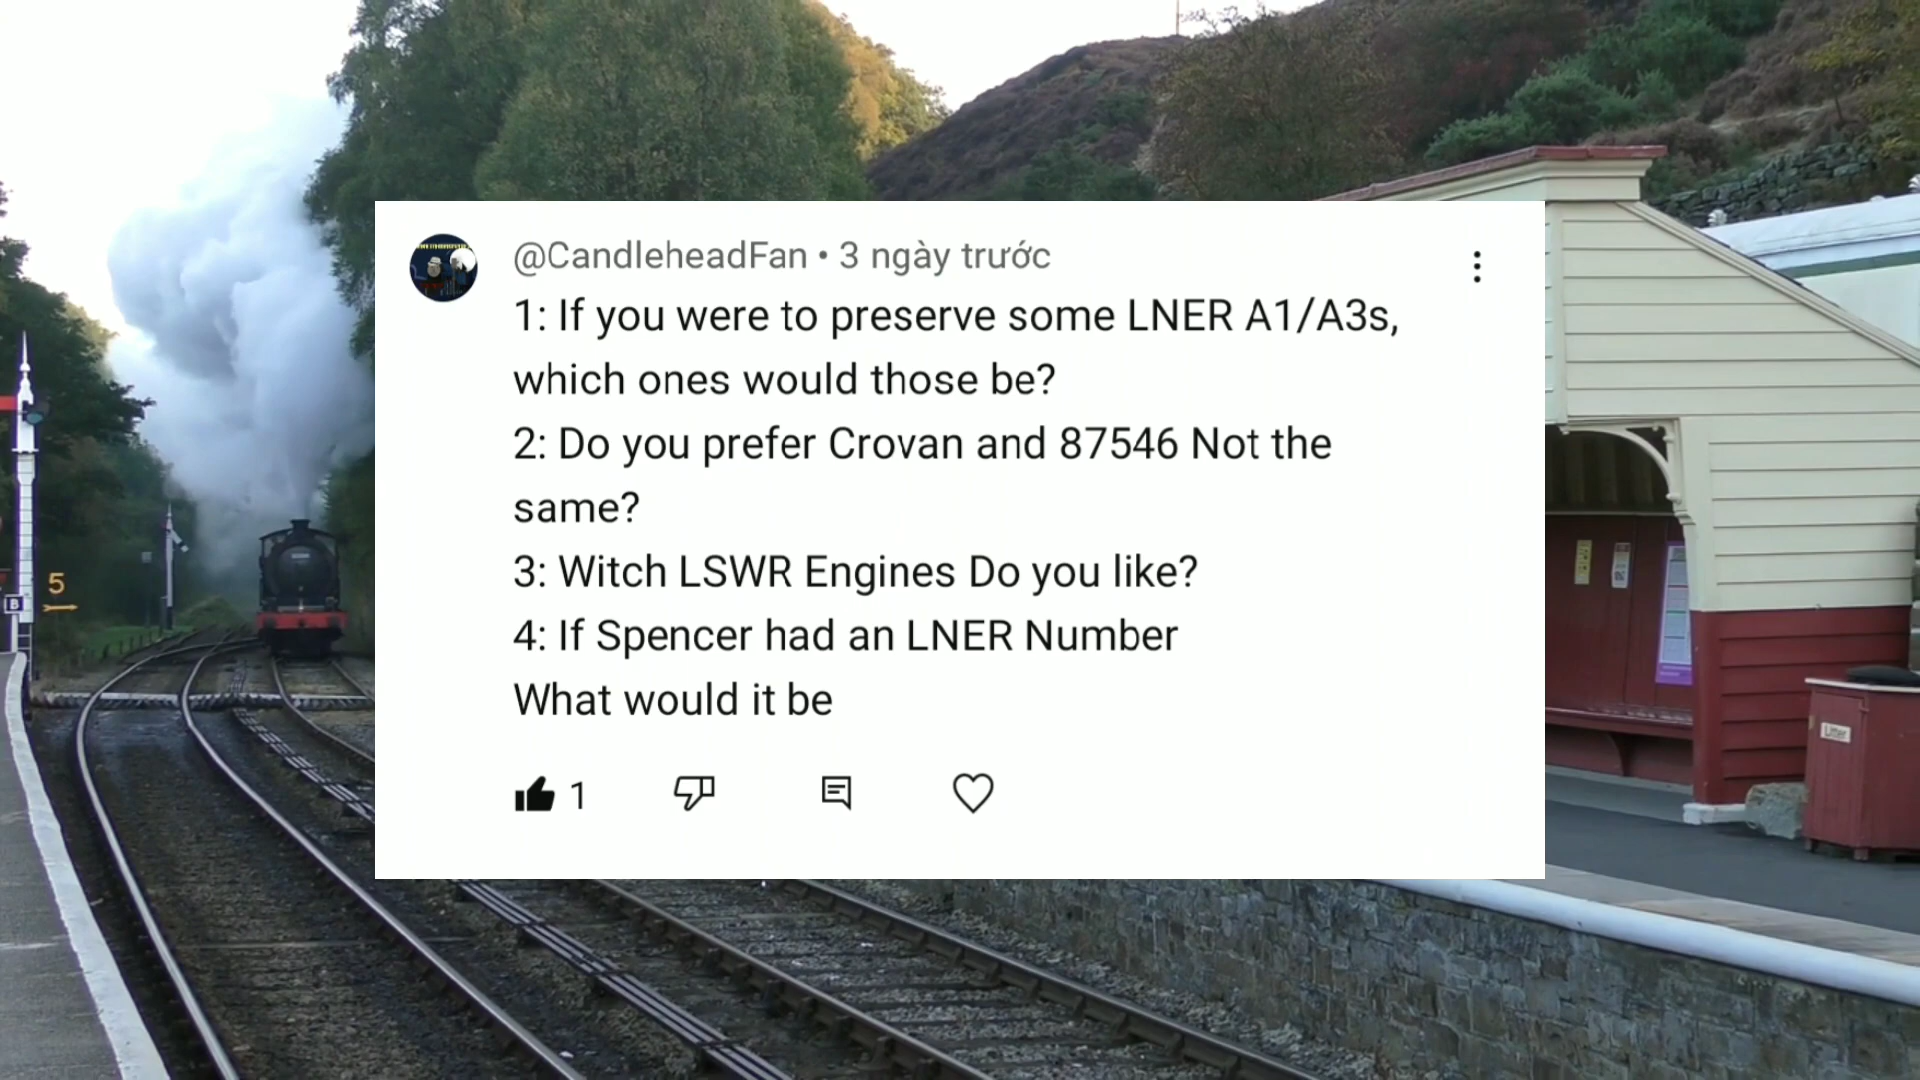 @CandleheadFan • 3 ngày trước
1: If you were to preserve some LNER A1/A3s,
which ones would those be?
2: Do you prefer Crovan and 87546 Not the
same?
3: Witch LSWR Engines Do you like?
4: If Spencer had an LNER Number
What would it be
1
5
B
Litter